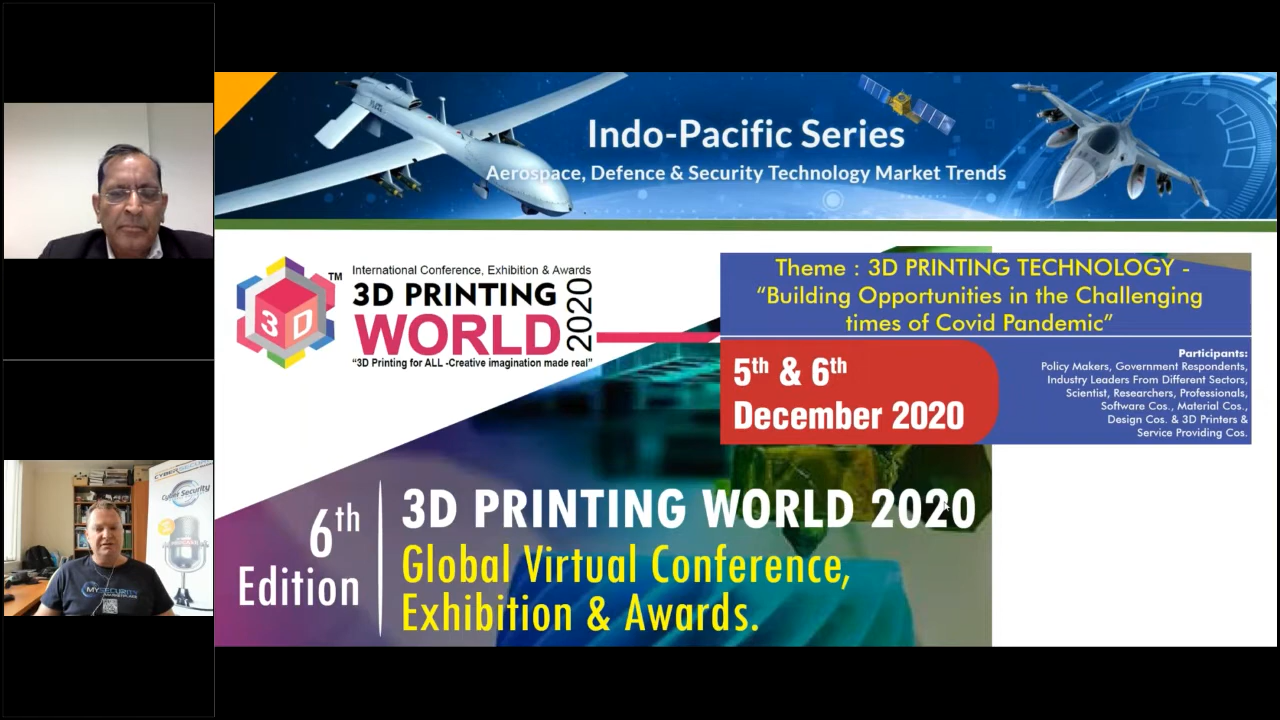 Indo-Pacific Series
Aerospace, Defence & Security Technology Market Trends
TM
International Conference, Exhibition & Awards
3D PRINTING
WORLD
2020
3D
"3D Printing for ALL -Creative imagination made real"
Theme : 3D PRINTING TECHNOLOGY -
“Building Opportunities in the Challenging
times of Covid Pandemic”
5th & 6th
December 2020
Participants:
Policy Makers, Government Respondents,
Industry Leaders From Different Sectors,
Scientist, Researchers, Professionals,
Software Cos., Material Cos.,
Design Cos. & 3D Printers &
Service Providing Cos.
6th
Edition
3D PRINTING WORLD 2020
Global Virtual Conference,
Exhibition & Awards.
Cyber Security
MYSECURITY